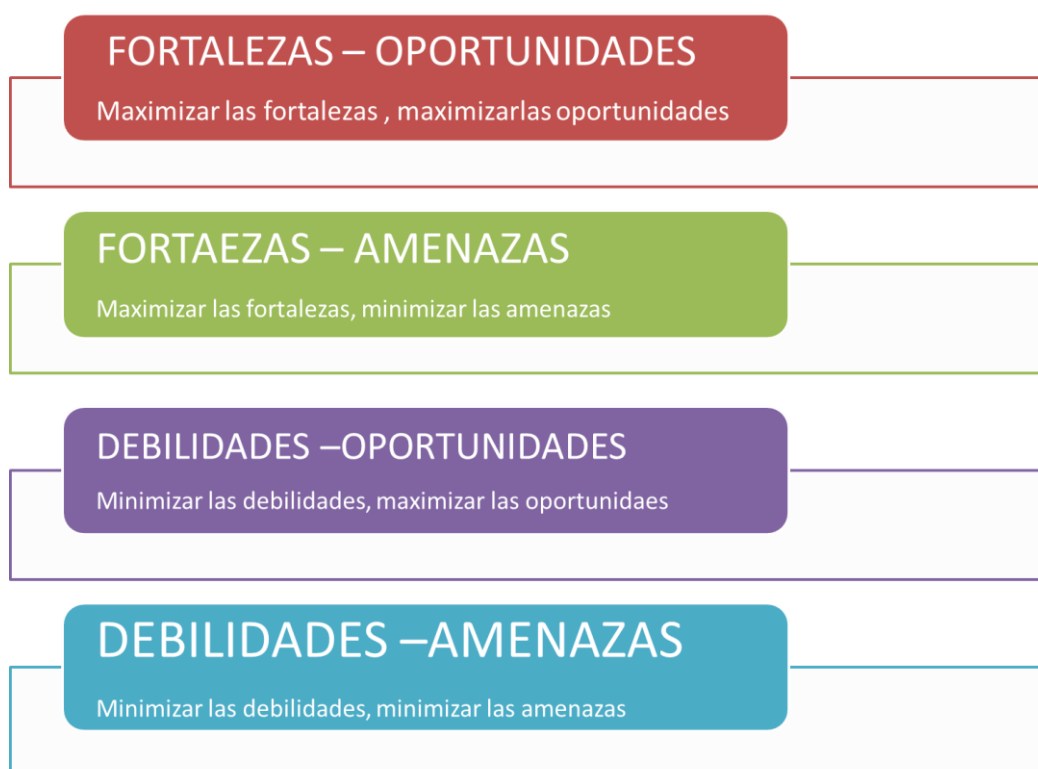 FORTALEZAS – OPORTUNIDADES
Maximizar las fortalezas , maximizarlas oportunidades
FORTAEZAS – AMENAZAS
Maximizar las fortalezas, minimizar las amenazas
DEBILIDADES –OPORTUNIDADES
Minimizar las debilidades, maximizar las oportunidaes
DEBILIDADES –AMENAZAS
Minimizar las debilidades, minimizar las amenazas